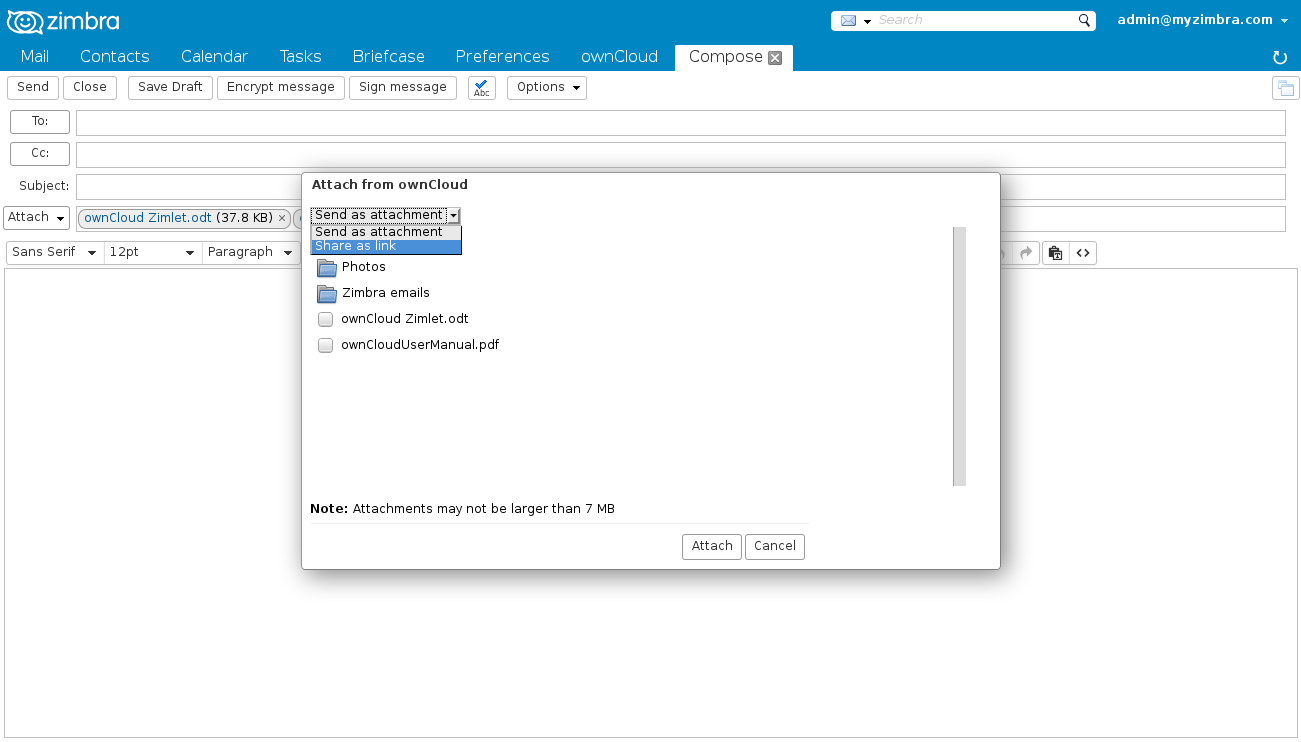 zimbra
Search
admin@myzimbra.com
Mail Contacts Calendar Tasks Briefcase Preferences ownCloud Compose
Send Close Save Draft Encrypt message Sign message Abc Options
To:
Cc:
Subject:
Attach ownCloud Zimlet.odt (37.8 KB)
Sans Serif 12pt Paragraph
Attach from ownCloud
Send as attachment
Send as attachment
Share as link
Photos
Zimbra emails
ownCloud Zimlet.odt
ownCloudUserManual.pdf
Note: Attachments may not be larger than 7 MB
Attach Cancel